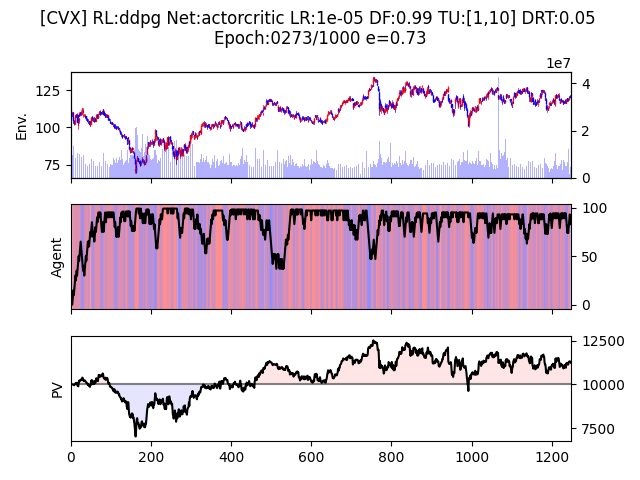 [CVX] RL:ddpg Net:actorcritic LR:1e-05 DF:0.99 TU:[1,10] DRT:0.05
Epoch:0273/1000 e=0.73
1e7
125
100
75
Env.
4
2
0
Agent
100
50
0
PV
12500
10000
7500
0 200 400 600 800 1000 1200